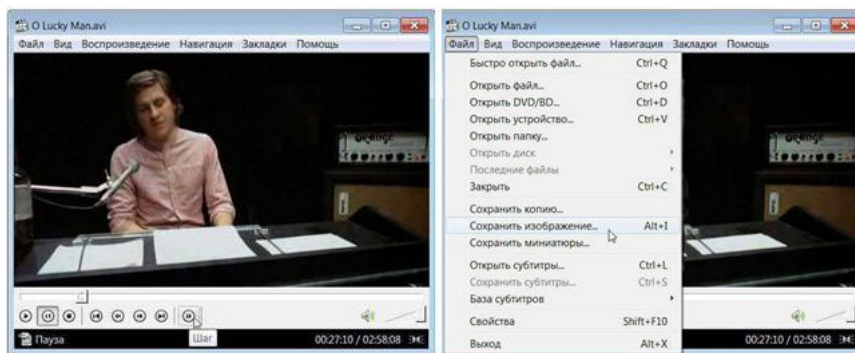 O Lucky Man.avi
Файл Вид Воспроизведение Навигация Закладки Помощь
ORANGE
Шаг
Пауза
00:27:10 / 02:58:08
O Lucky Man.avi
Файл Вид Воспроизведение Навигация Закладки Помощь
Быстро открыть файл... Ctrl+Q
Открыть файл... Ctrl+O
Открыть DVD/BD... Ctrl+D
Открыть устройство... Ctrl+V
Открыть папку...
Открыть диск
Последние файлы
Закрыть Ctrl+C
Сохранить копию...
Сохранить изображение... Alt+I
Сохранить миниатюры...
Открыть субтитры... Ctrl+L
Сохранить субтитры... Ctrl+S
База субтитров
Свойства Shift+F10
Выход Alt+X
ORANGE
00:27:10 / 02:58:08